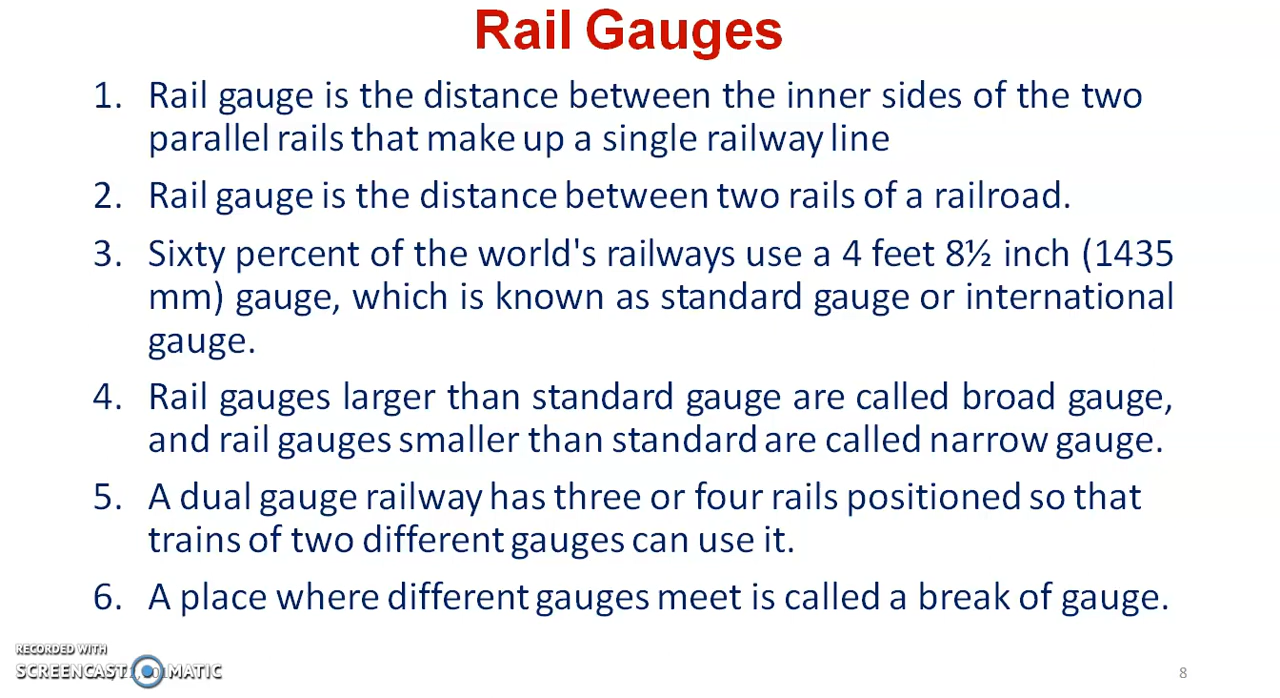 Rail Gauges
1. Rail gauge is the distance between the inner sides of the two
parallel rails that make up a single railway line
2. Rail gauge is the distance between two rails of a railroad.
3. Sixty percent of the world's railways use a 4 feet 8½ inch (1435
mm) gauge, which is known as standard gauge or international
gauge.
4. Rail gauges larger than standard gauge are called broad gauge,
and rail gauges smaller than standard are called narrow gauge.
5. A dual gauge railway has three or four rails positioned so that
trains of two different gauges can use it.
6. A place where different gauges meet is called a break of gauge.
RECORDED WITH
SCREENCAST MATIC
8